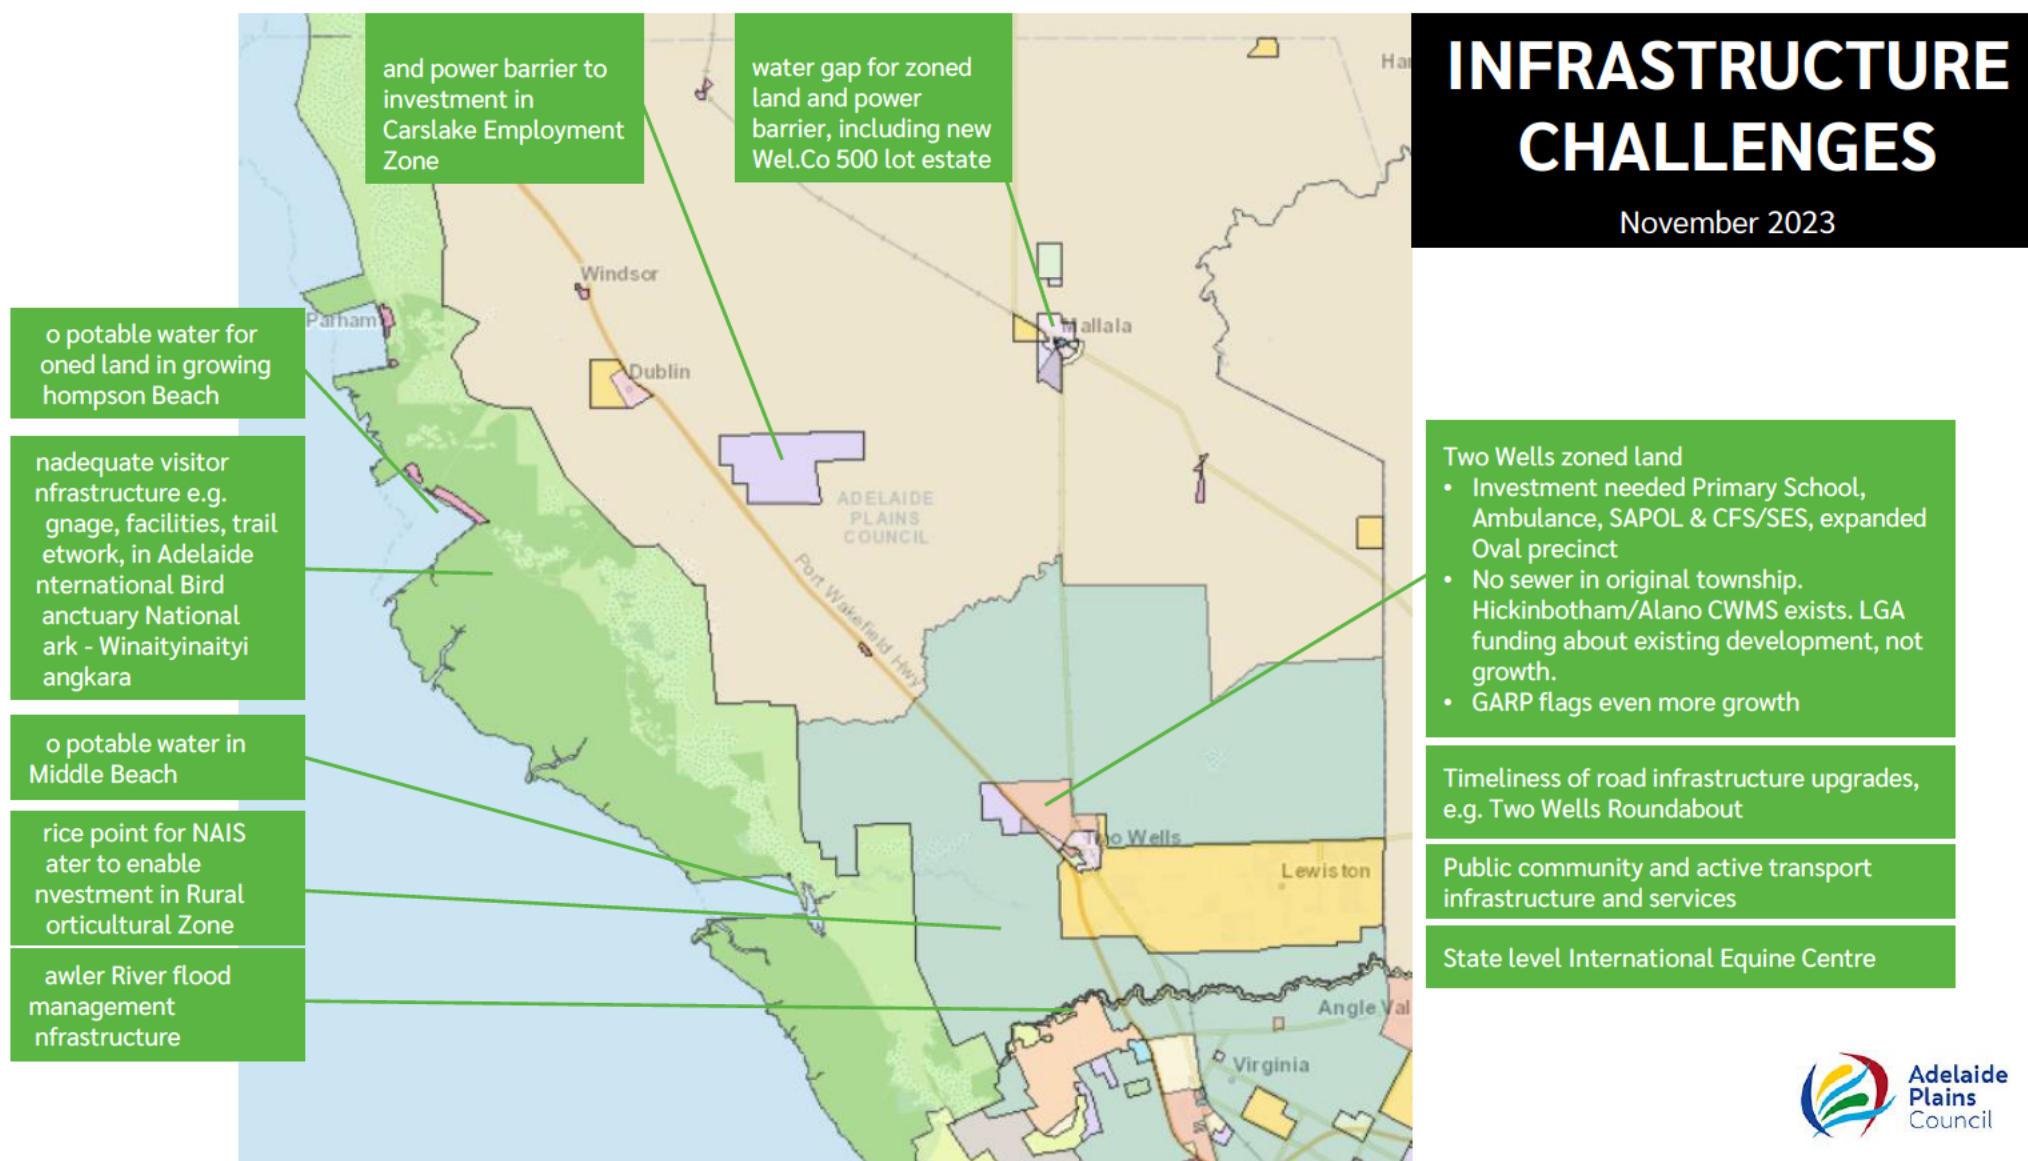 INFRASTRUCTURE
CHALLENGES
November 2023
and power barrier to
investment in
Carslake Employment
Zone
water gap for zoned
land and power
barrier, including new
Wel.Co 500 lot estate
o potable water for
oned land in growing
hompson Beach
nadequate visitor
nfrastructure e.g.
gnage, facilities, trail
etwork, in Adelaide
nternational Bird
anctuary National
ark - Winaityinaityi
angkara
o potable water in
Middle Beach
rice point for NAIS
ater to enable
nvestment in Rural
orticultural Zone
awler River flood
management
nfrastructure
Ha
Windsor
Parham
Mallala
Dublin
ADELAIDE
PLAINS
COUNCIL
Port Wakefield Hwy
Two Wells
Lewiston
Angle Val
Virginia
Two Wells zoned land
• Investment needed Primary School,
Ambulance, SAPOL & CFS/SES, expanded
Oval precinct
• No sewer in original township.
Hickinbotham/Alano CWMS exists. LGA
funding about existing development, not
growth.
• GARP flags even more growth
Timeliness of road infrastructure upgrades,
e.g. Two Wells Roundabout
Public community and active transport
infrastructure and services
State level International Equine Centre
Adelaide
Plains
Council